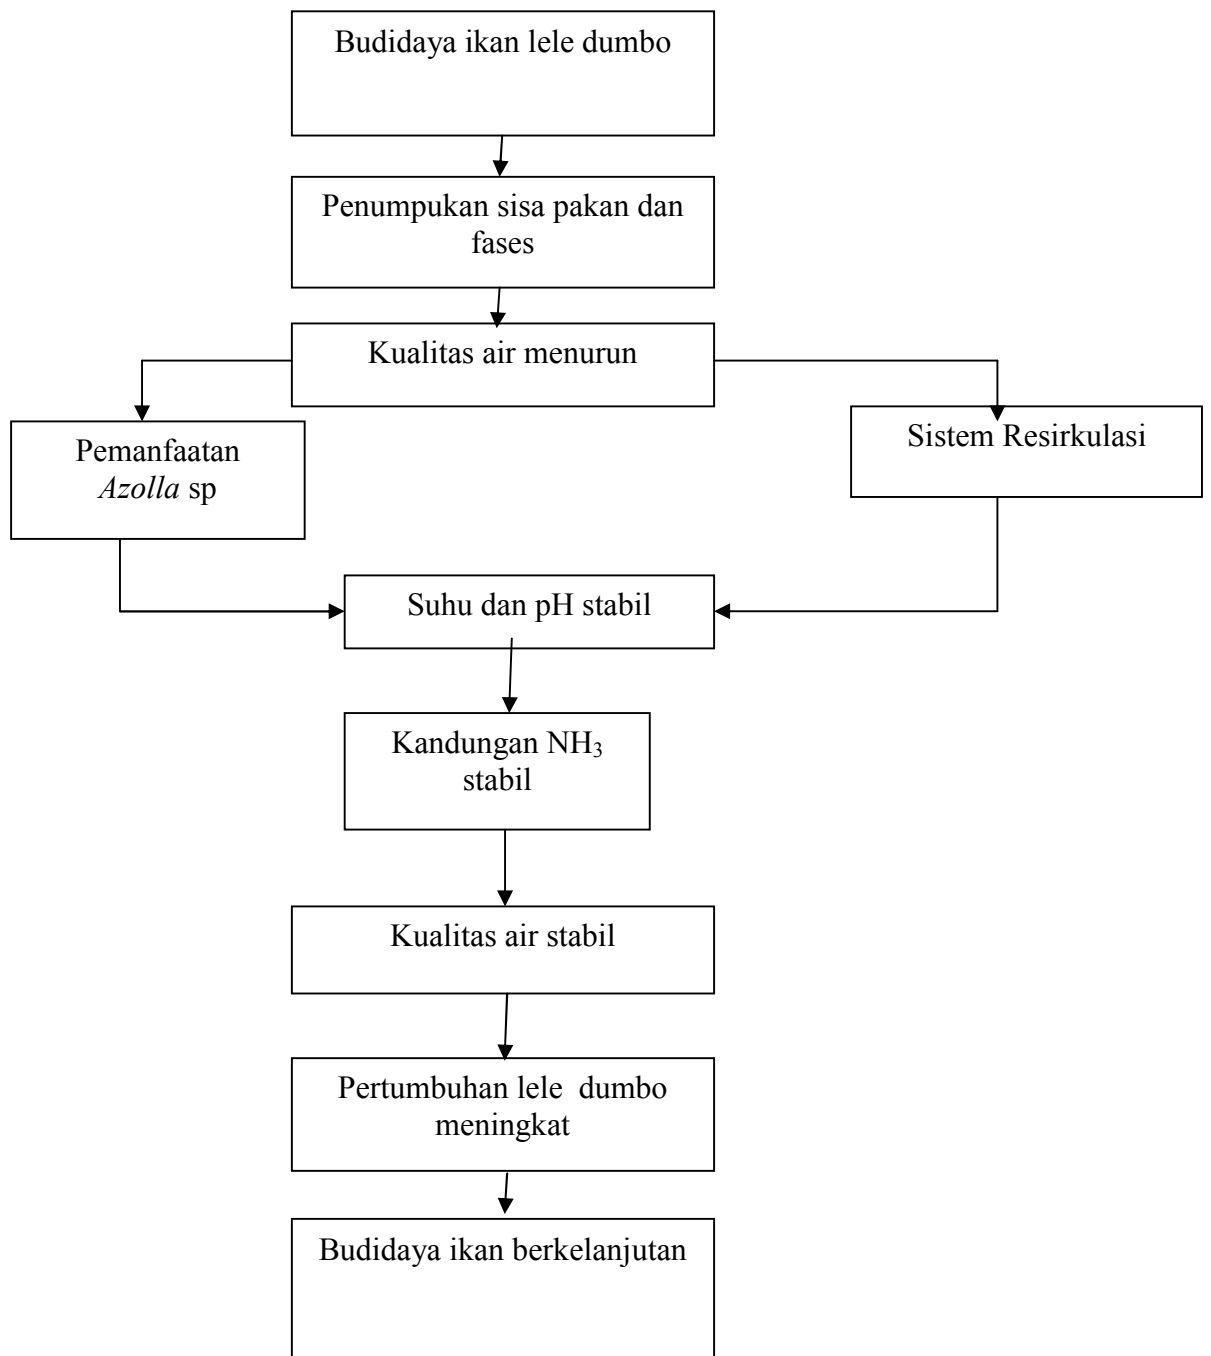 Budidaya ikan lele dumbo
Penumpukan sisa pakan dan
fases
Kualitas air menurun
Pemanfaatan
Azolla sp
Sistem Resirkulasi
Suhu dan pH stabil
Kandungan NH₃
stabil
Kualitas air stabil
Pertumbuhan lele dumbo
meningkat
Budidaya ikan berkelanjutan